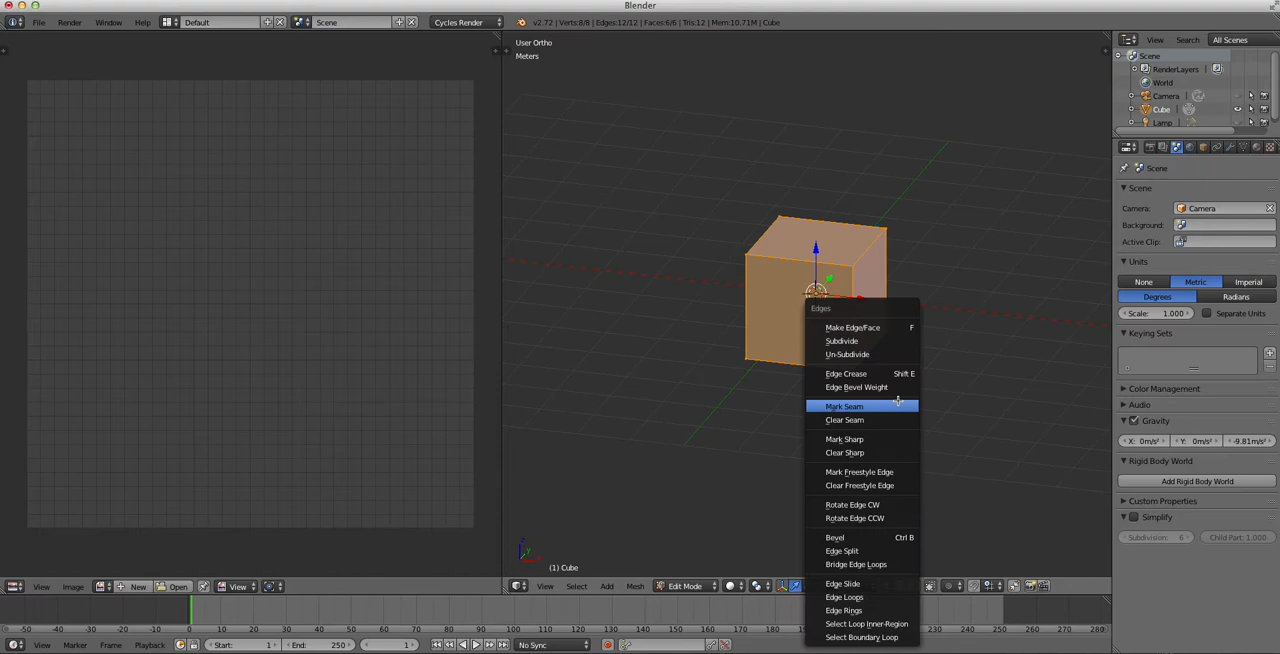 Blender
File Render Window Help Default Scene Cycles Render v2.72 | Verts:8/8 | Edges:12/12 | Faces:6/6 | Tris:12 | Mem:10.71M | Cube
User Ortho
Meters
View Search All Scenes
Scene
RenderLayers
World
Camera
Cube
Lamp
Scene
Scene
Camera: Camera
Background:
Active Clip:
Units
None Metric Imperial
Degrees Radians
Scale: 1.000 Separate Units
Keying Sets
Color Management
Audio
Gravity
X: 0m/s² Y: 0m/s² -9.81m/s²
Rigid Body World
Add Rigid Body World
Custom Properties
Simplify
Subdivision: 6 Child Part: 1.000
Edges
Make Edge/Face F
Subdivide
Un-Subdivide
Edge Crease Shift E
Edge Bevel Weight
Mark Seam
Clear Seam
Mark Sharp
Clear Sharp
Mark Freestyle Edge
Clear Freestyle Edge
Rotate Edge CW
Rotate Edge CCW
Bevel Ctrl B
Edge Split
Bridge Edge Loops
Edge Slide
Edge Loops
Edge Rings
Select Loop Inner-Region
Select Boundary Loop
z
y
x
(1) Cube
View Image New Open View
View Select Add Mesh Edit Mode
-50 -40 -30 -20 -10 0 10 20 30 40 50 60 70 80 90 100 110 120 130 140 150 160 170 180 190 230 240 250 260 270 280
View Marker Frame Playback Start: 1 End: 250 1 No Sync